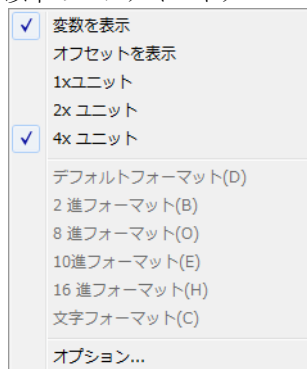 変数を表示
オフセットを表示
1xユニット
2x ユニット
4x ユニット
デフォルトフォーマット(D)
2 進フォーマット(B)
8 進フォーマット(O)
10進フォーマット(E)
16 進フォーマット(H)
文字フォーマット(C)
オプション...